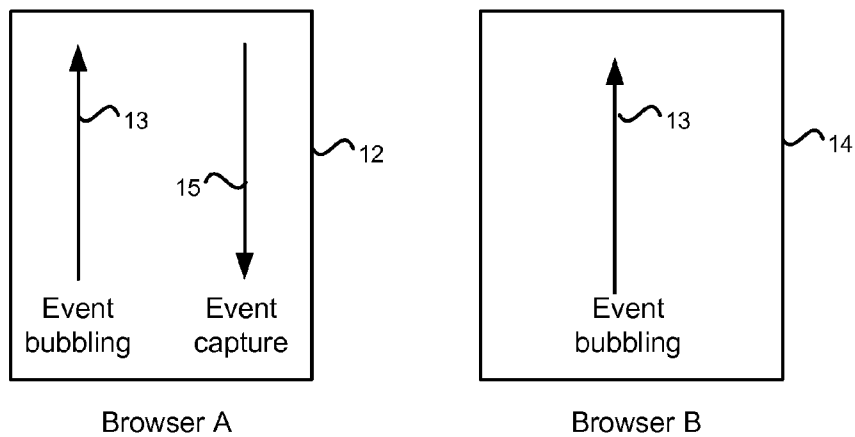 13
12
15
Event
bubbling
Event
capture
Browser A
13
14
Event
bubbling
Browser B